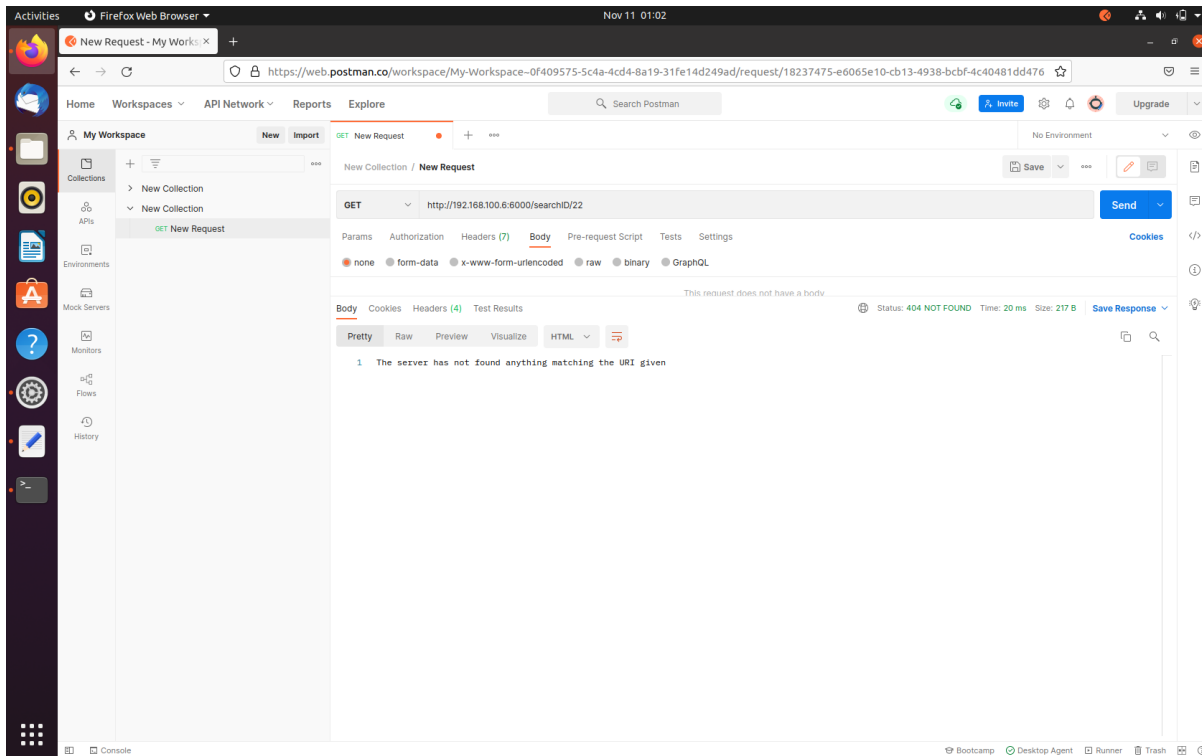 Activities Firefox Web Browser Nov 11 01:02
New Request - My Works
https://web.postman.co/workspace/My-Workspace~0f409575-5c4a-4cd4-8a19-31fe14d249ad/request/18237475-e6065e10-cb13-4938-bcbf-4c40481dd476
Home Workspaces API Network Reports Explore Search Postman Invite Upgrade
My Workspace New Import GET New Request No Environment
Collections
New Collection / New Request Save
New Collection
New Collection
GET New Request
APIs
Environments
Mock Servers
Monitors
Flows
History
GET http://192.168.100.6:6000/searchID/22 Send
Params Authorization Headers (7) Body Pre-request Script Tests Settings Cookies
none form-data x-www-form-urlencoded raw binary GraphQL
This request does not have a body
Body Cookies Headers (4) Test Results Status: 404 NOT FOUND Time: 20 ms Size: 217 B Save Response
Pretty Raw Preview Visualize HTML
1 The server has not found anything matching the URI given
Console Bootcamp Desktop Agent Runner Trash